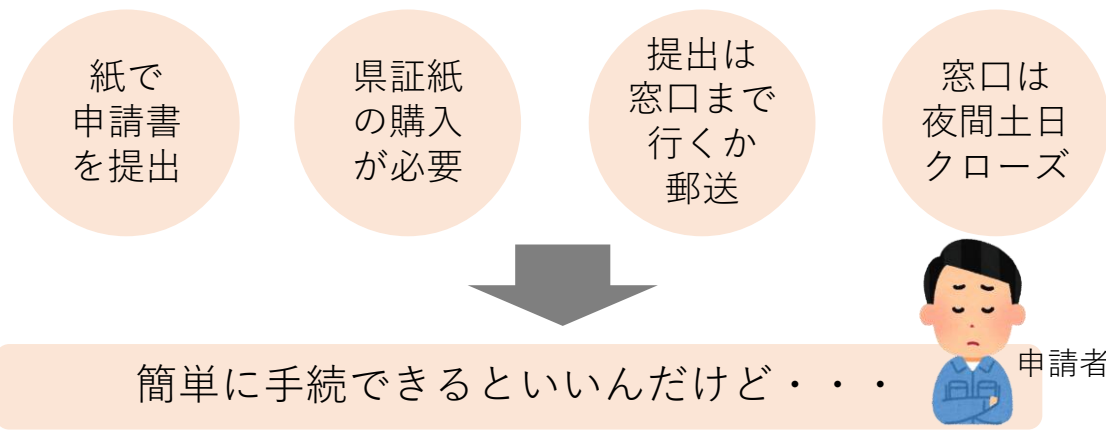 紙で
申請書
を提出
県証紙
の購入
が必要
提出は
窓口まで
行くか
郵送
窓口は
夜間土日
クローズ
簡単に手続できるといいんだけど・・・
申請者